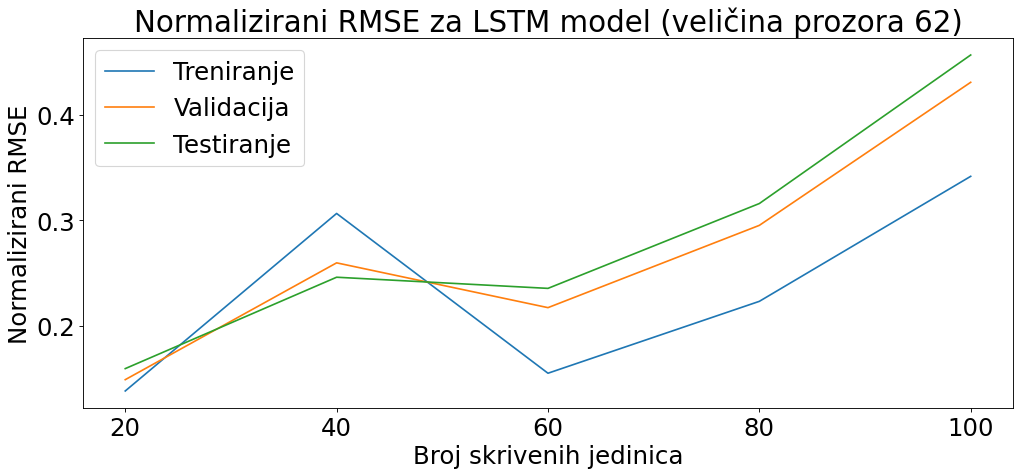 Normalizirani RMSE za LSTM model (veličina prozora 62)
Treniranje
Validacija
Testiranje
Normalizirani RMSE
0.4
0.3
0.2
20 40 60 80 100
Broj skrivenih jedinica